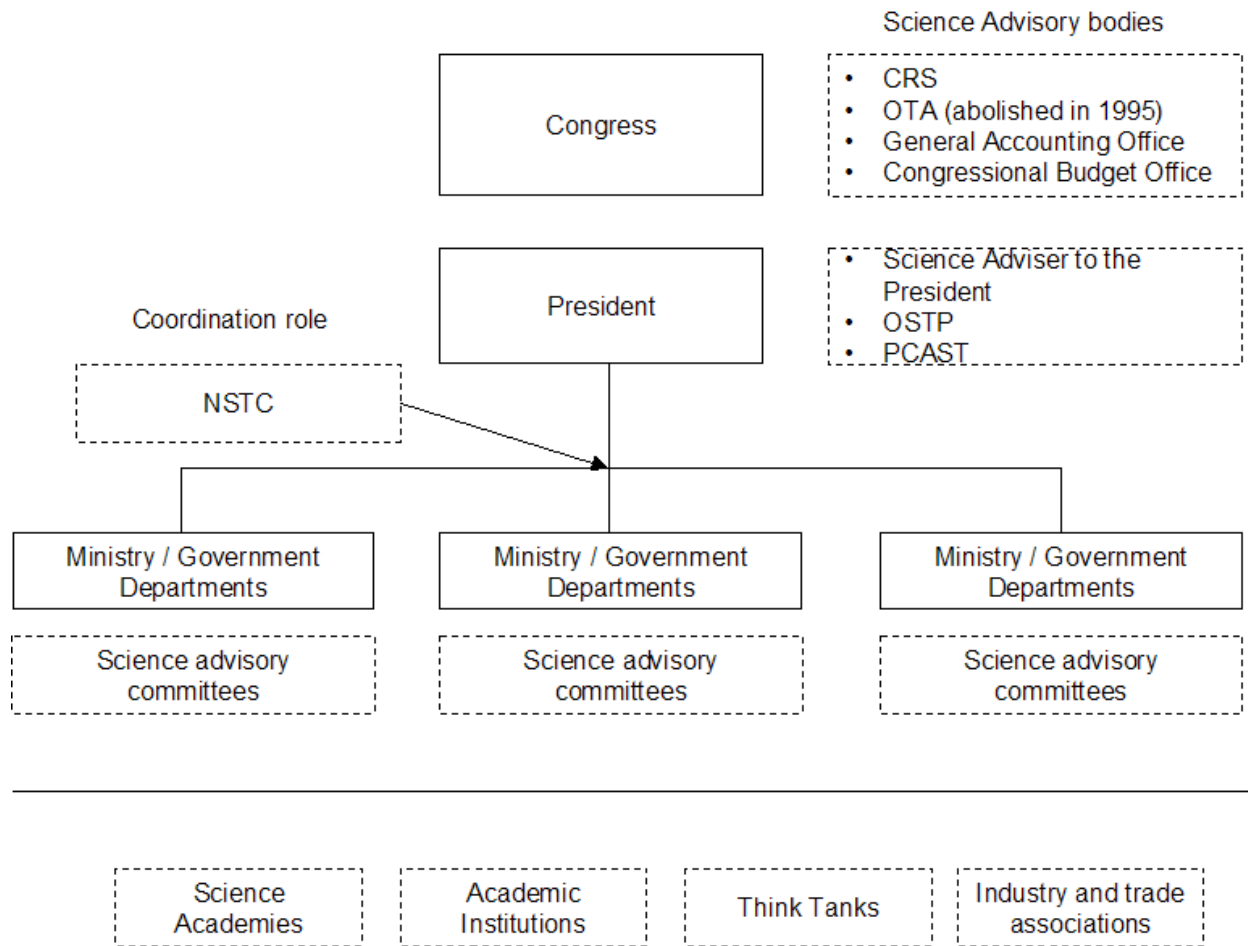 Science Advisory bodies
Congress
• CRS
• OTA (abolished in 1995)
• General Accounting Office
• Congressional Budget Office
President
• Science Adviser to the
President
• OSTP
• PCAST
Coordination role
NSTC
Ministry / Government
Departments
Ministry / Government
Departments
Ministry / Government
Departments
Science advisory
committees
Science advisory
committees
Science advisory
committees
Science
Academies
Academic
Institutions
Think Tanks
Industry and trade
associations